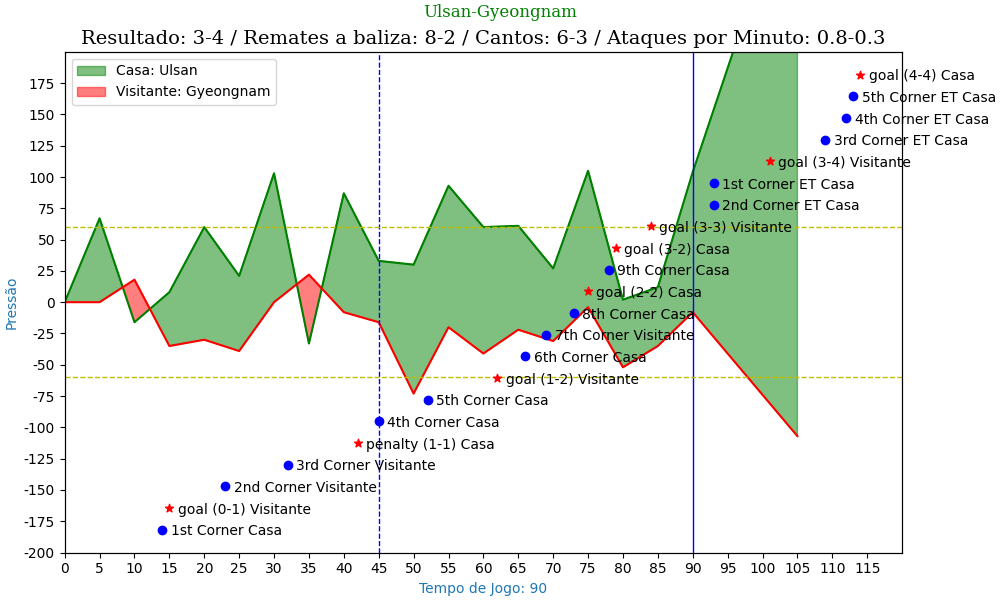 Ulsan-Gyeongnam
Resultado: 3-4 / Remates a baliza: 8-2 / Cantos: 6-3 / Ataques por Minuto: 0.8-0.3
Casa: Ulsan
Visitante: Gyeongnam
goal (4-4) Casa
5th Corner ET Casa
4th Corner ET Casa
3rd Corner ET Casa
goal (3-4) Visitante
1st Corner ET Casa
2nd Corner ET Casa
goal (3-3) Visitante
goal (3-2) Casa
9th Corner Casa
goal (2-2) Casa
8th Corner Casa
7th Corner Visitante
6th Corner Casa
goal (1-2) Visitante
5th Corner Casa
4th Corner Casa
penalty (1-1) Casa
3rd Corner Visitante
2nd Corner Visitante
goal (0-1) Visitante
1st Corner Casa
175
150
125
100
75
50
25
0
-25
-50
-75
-100
-125
-150
-175
-200
Pressão
0 5 10 15 20 25 30 35 40 45 50 55 60 65 70 75 80 85 90 95 100 105 110 115
Tempo de Jogo: 90